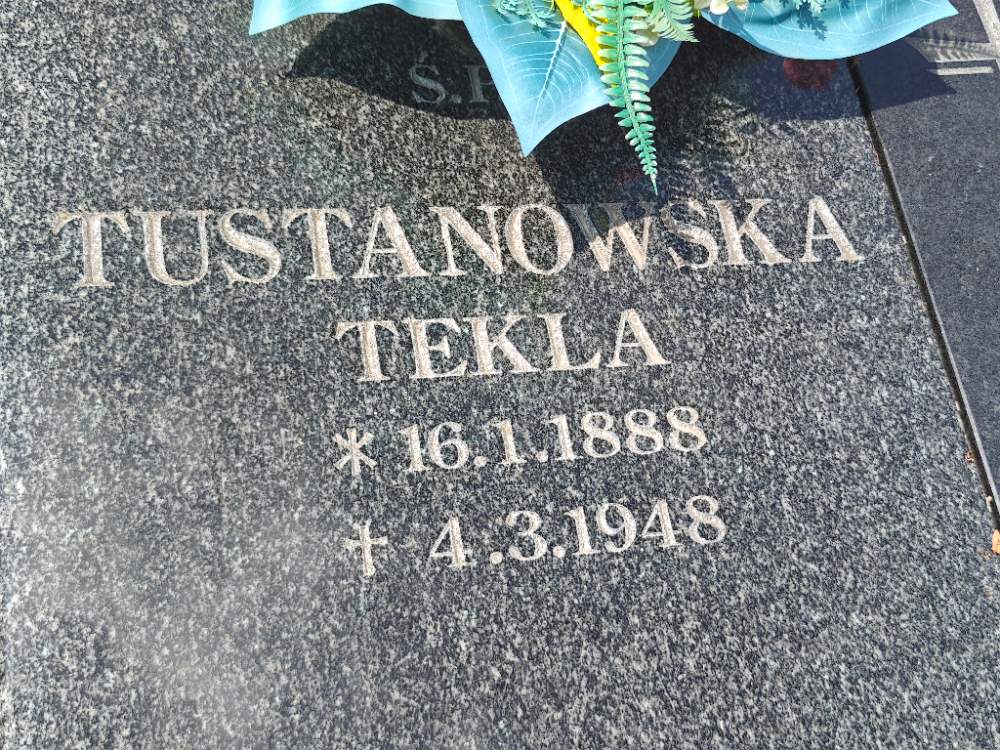 Ś.P
TUSTANOWSKA
TEKLA
* 16.1.1888
† 4.3.1948